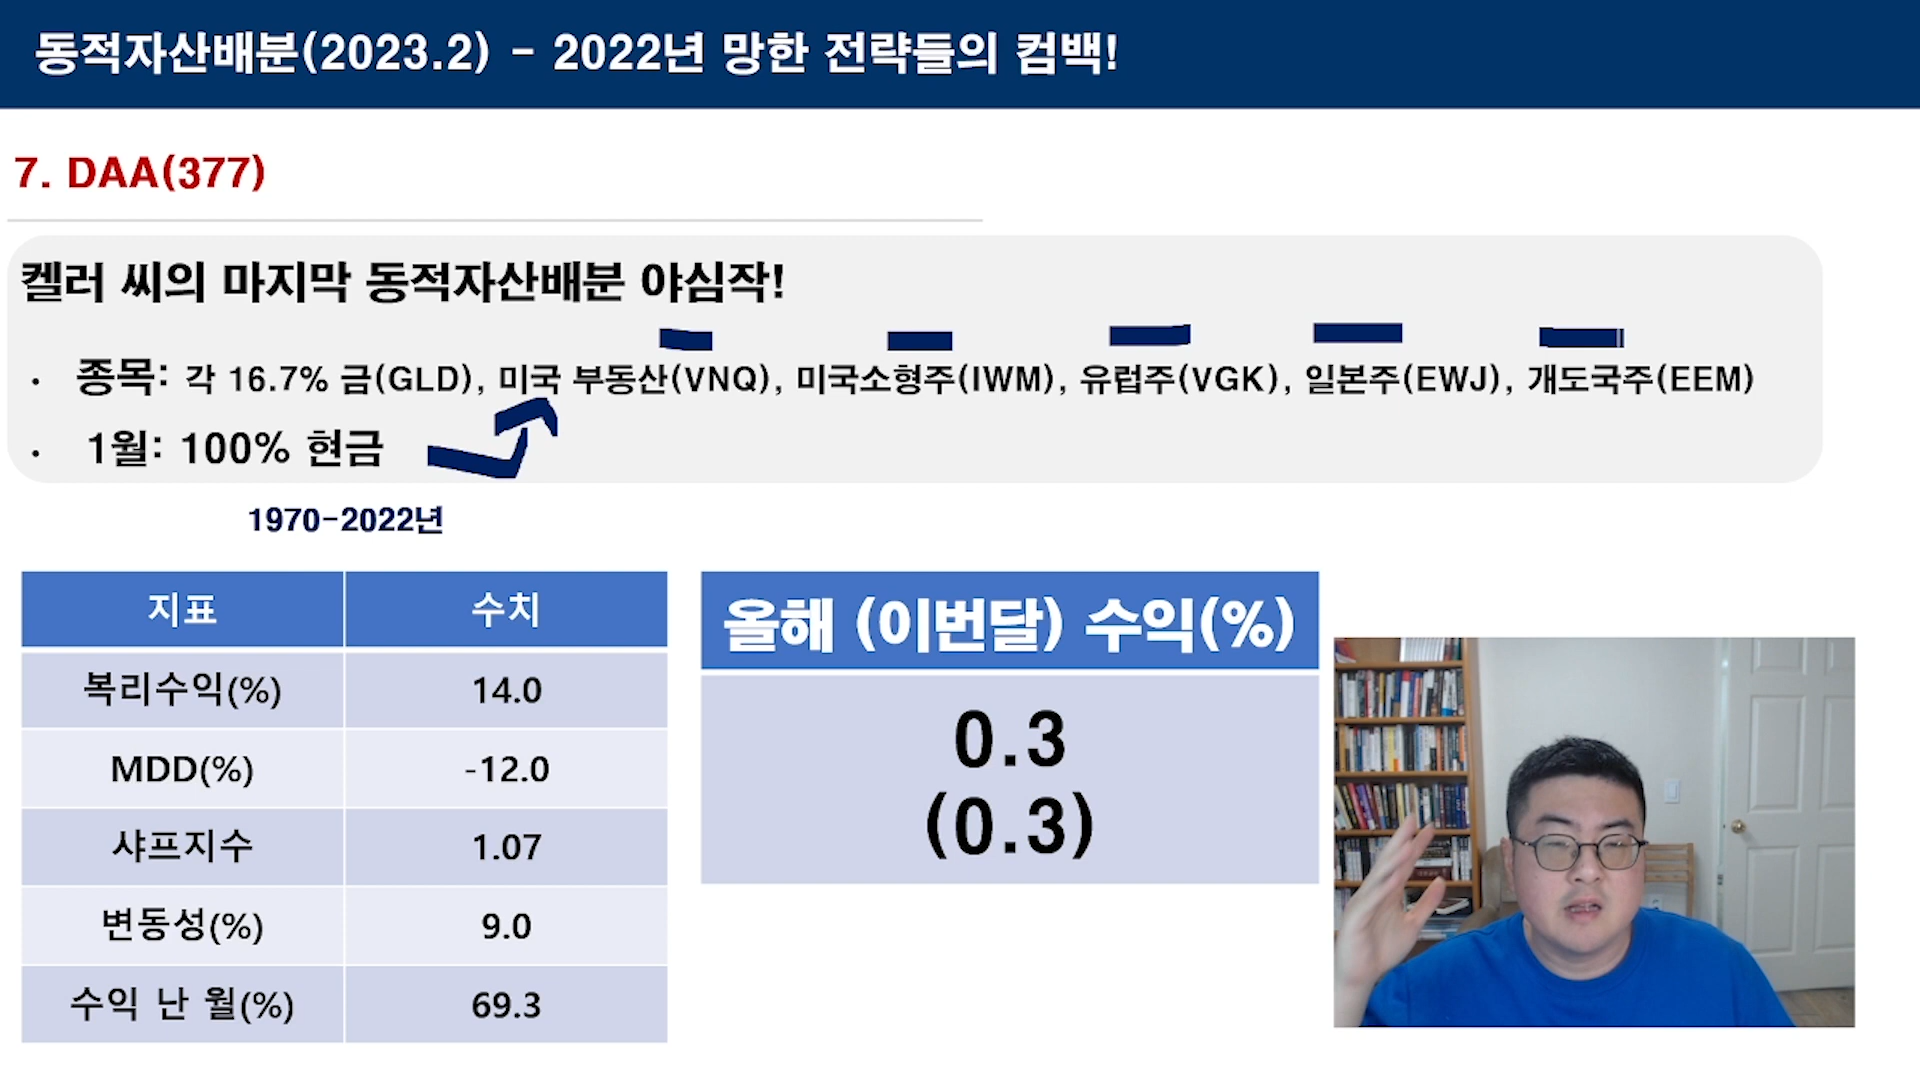 동적자산배분(2023.2) - 2022년 망한 전략들의 컴백!
7. DAA(377)
켈러 씨의 마지막 동적자산배분 야심작!
• 종목: 각 16.7% 금(GLD), 미국 부동산(VNQ), 미국소형주(IWM), 유럽주(VGK), 일본주(EWJ), 개도국주(EEM)
• 1월: 100% 현금
1970-2022년
지표 수치
복리수익(%) 14.0
MDD(%) -12.0
샤프지수 1.07
변동성(%) 9.0
수익 난 월(%) 69.3
올해 (이번달) 수익(%)
0.3
(0.3)